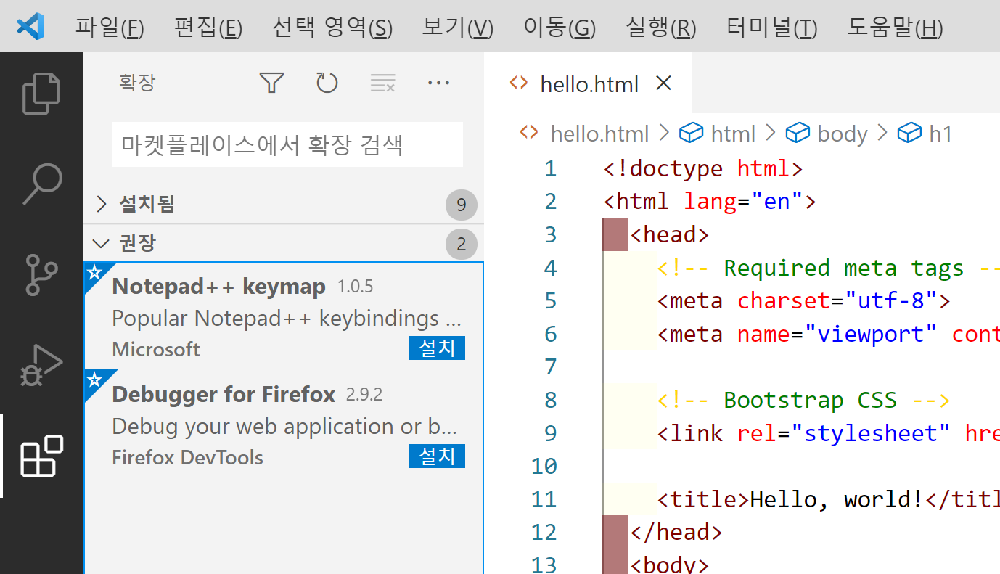 파일(F) 편집(E) 선택 영역(S) 보기(V) 이동(G) 실행(R) 터미널(T) 도움말(H)
확장
마켓플레이스에서 확장 검색
설치됨 9
권장 2
Notepad++ keymap 1.0.5
Popular Notepad++ keybindings ...
Microsoft 설치
Debugger for Firefox 2.9.2
Debug your web application or b...
Firefox DevTools 설치
hello.html
hello.html > html > body > h1
1 <!doctype html>
2 <html lang="en">
3 <head>
4 <!-- Required meta tags --
5 <meta charset="utf-8">
6 <meta name="viewport" cont
7
8 <!-- Bootstrap CSS -->
9 <link rel="stylesheet" hre
10
11 <title>Hello, world!</titl
12 </head>
13 <body>